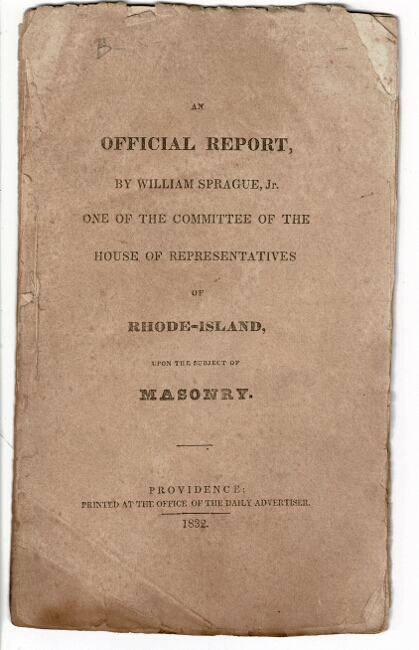 B
AN
OFFICIAL REPORT,
BY WILLIAM SPRAGUE, Jr.
ONE OF THE COMMITTEE OF THE
HOUSE OF REPRESENTATIVES
OF
RHODE-ISLAND,
UPON THE SUBJECT OF
MASONRY.
PROVIDENCE:
PRINTED AT THE OFFICE OF THE DAILY ADVERTISER.
1832.